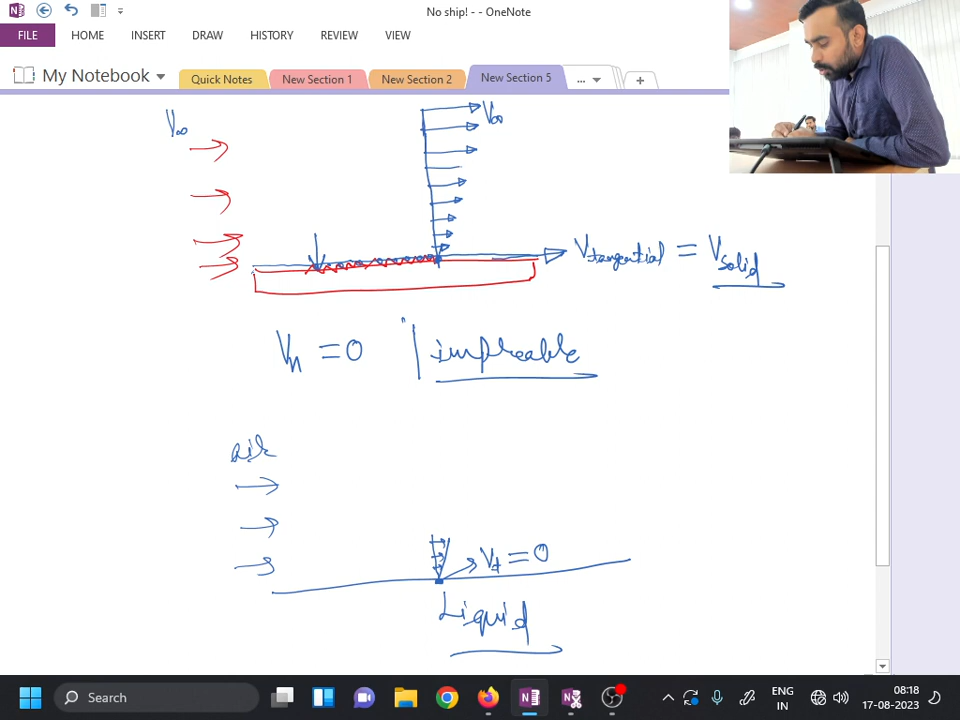 No ship! - - OneNote
FILE HOME INSERT DRAW HISTORY REVIEW VIEW
My Notebook Quick Notes New Section 1 New Section 2 New Section 5 ... +
V∞ V∞
Vtangential = Vsolid
Vn = 0 | impreable
air
Vt = 0
Liquid
Search ENG 08:18
IN 17-08-2023